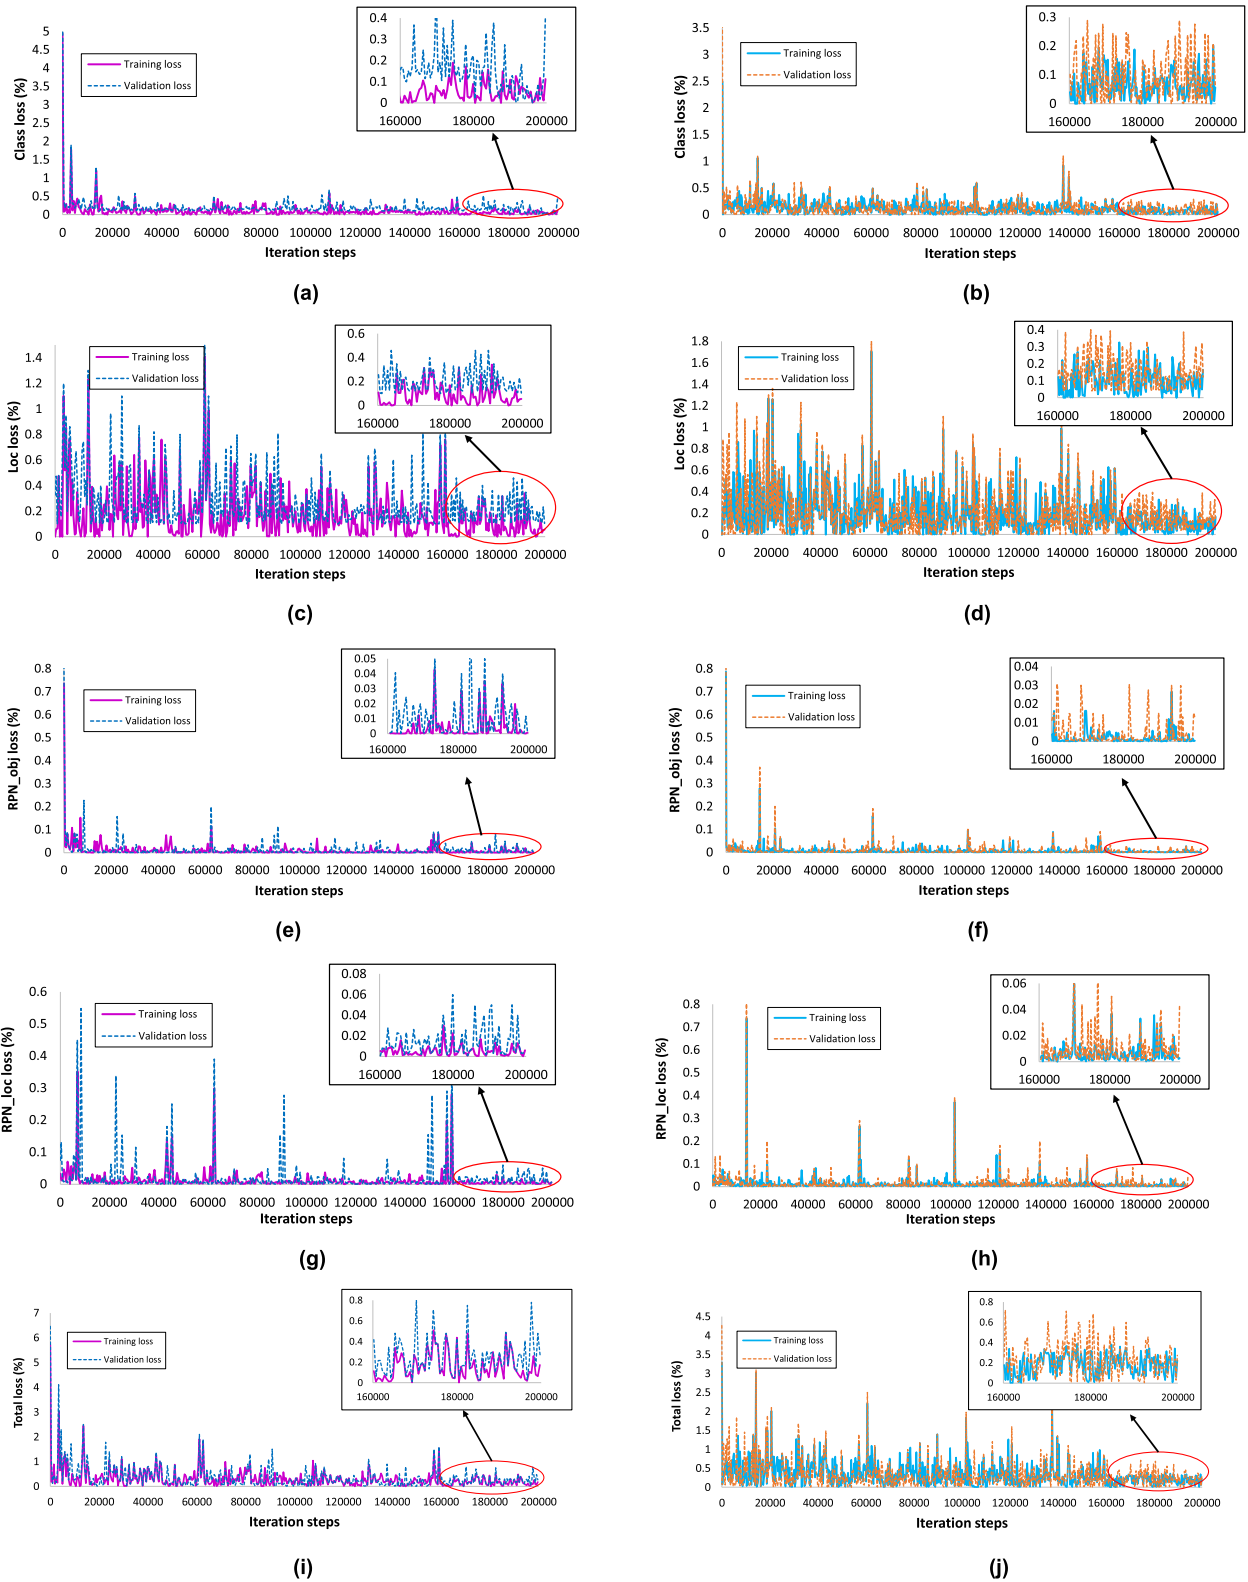 Class loss (%)
5
4.5
4
3.5
3
2.5
2
1.5
1
0.5
0
Training loss
Validation loss
0.4
0.3
0.2
0.1
0
160000 180000 200000
0 20000 40000 60000 80000 100000 120000 140000 160000 180000 200000
Iteration steps
(a)
Class loss (%)
3.5
3
2.5
2
1.5
1
0.5
0
Training loss
Validation loss
0.3
0.2
0.1
0
160000 180000 200000
0 20000 40000 60000 80000 100000 120000 140000 160000 180000 200000
Iteration steps
(b)
Loc loss (%)
1.4
1.2
1
0.8
0.6
0.4
0.2
0
Training loss
Validation loss
0.6
0.4
0.2
0
160000 180000 200000
0 20000 40000 60000 80000 100000 120000 140000 160000 180000 200000
Iteration steps
(c)
Loc loss (%)
1.8
1.6
1.4
1.2
1
0.8
0.6
0.4
0.2
0
Training loss
Validation loss
0.4
0.3
0.2
0.1
0
160000 180000 200000
0 20000 40000 60000 80000 100000 120000 140000 160000 180000 200000
Iteration steps
(d)
RPN_obj loss (%)
0.8
0.7
0.6
0.5
0.4
0.3
0.2
0.1
0
Training loss
Validation loss
0.05
0.04
0.03
0.02
0.01
0
160000 180000 200000
0 20000 40000 60000 80000 100000 120000 140000 160000 180000 200000
Iteration steps
(e)
RPN_obj loss (%)
0.8
0.7
0.6
0.5
0.4
0.3
0.2
0.1
0
Training loss
Validation loss
0.04
0.03
0.02
0.01
0
160000 180000 200000
0 20000 40000 60000 80000 100000 120000 140000 160000 180000 200000
Iteration steps
(f)
RPN_loc loss (%)
0.6
0.5
0.4
0.3
0.2
0.1
0
Training loss
Validation loss
0.08
0.06
0.04
0.02
0
160000 180000 200000
0 20000 40000 60000 80000 100000 120000 140000 160000 180000 200000
Iteration steps
(g)
RPN_loc loss (%)
0.8
0.7
0.6
0.5
0.4
0.3
0.2
0.1
0
Training loss
Validation loss
0.06
0.04
0.02
0
160000 180000 200000
0 20000 40000 60000 80000 100000 120000 140000 160000 180000 200000
Iteration steps
(h)
Total loss (%)
7
6
5
4
3
2
1
0
Training loss
Validation loss
0.8
0.6
0.4
0.2
0
160000 180000 200000
0 20000 40000 60000 80000 100000 120000 140000 160000 180000 200000
Iteration steps
(i)
Total loss (%)
4.5
4
3.5
3
2.5
2
1.5
1
0.5
0
Training loss
Validation loss
0.8
0.6
0.4
0.2
0
160000 180000 200000
0 20000 40000 60000 80000 100000 120000 140000 160000 180000 200000
Iteration steps
(j)